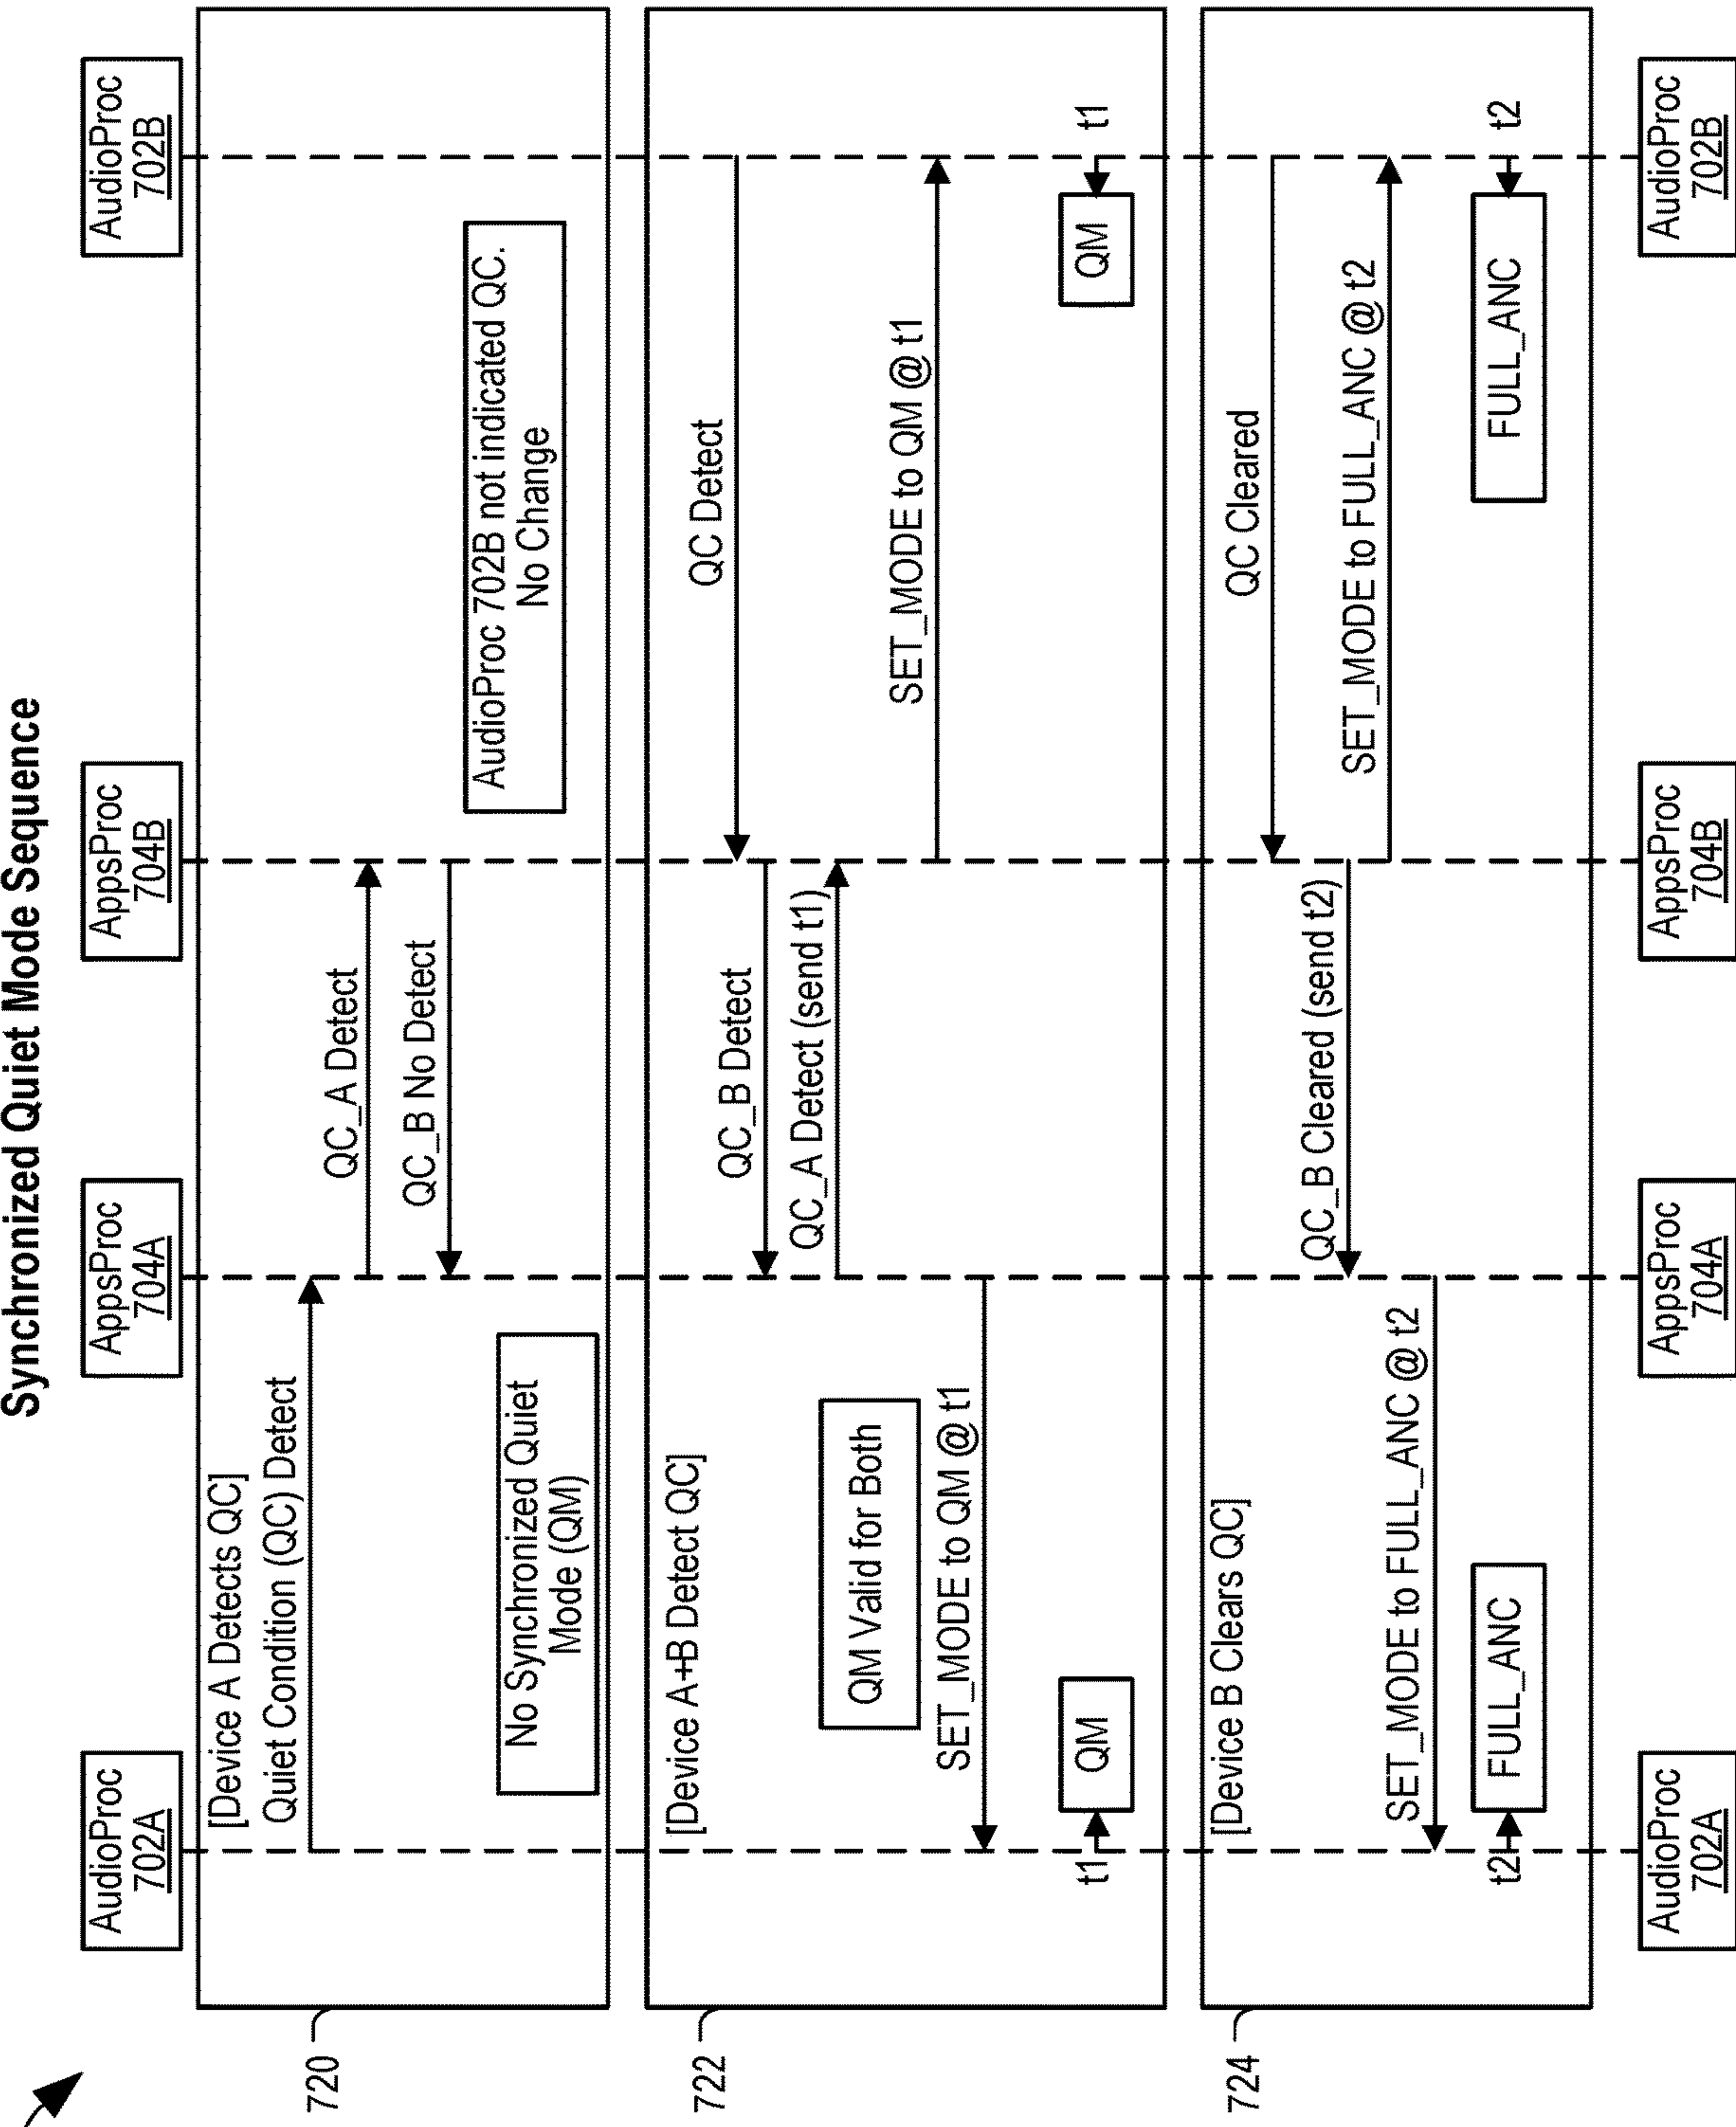 Synchronized Quiet Mode Sequence
AudioProc
702A
AppsProc
704A
AppsProc
704B
AudioProc
702B
720
[Device A Detects QC]
Quiet Condition (QC) Detect
QC_A Detect
QC_B No Detect
No Synchronized Quiet
Mode (QM)
AudioProc 702B not indicated QC.
No Change
722
[Device A+B Detect QC]
QC Detect
QC_B Detect
QC_A Detect (send t1)
QM Valid for Both
SET_MODE to QM @ t1
SET_MODE to QM @ t1
t1
QM
QM
t1
724
[Device B Clears QC]
QC Cleared
QC_B Cleared (send t2)
SET_MODE to FULL_ANC @ t2
SET_MODE to FULL_ANC @ t2
t2
FULL_ANC
FULL_ANC
t2
AudioProc
702A
AppsProc
704A
AppsProc
704B
AudioProc
702B